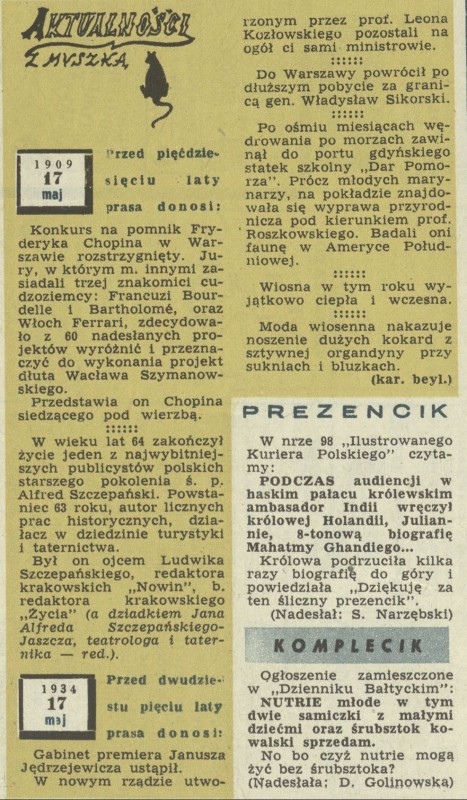 AKTUALNOŚCI
Z MYSZKĄ
1909
17
maj
Przed pięćdzie-
sięciu laty
prasa donosi:
Konkurs na pomnik Fry-
deryka Chopina w War-
szawie rozstrzygnięty. Ju-
ry, w którym m. innymi za-
siadali trzej znakomici cu-
dzoziemcy: Francuzi Bour-
delle i Bartholomé, oraz
Włoch Ferrari, zdecydowa-
ło z 60 nadesłanych pro-
jektów wyróżnić i przezna-
czyć do wykonania projekt
dłuta Wacława Szymanow-
skiego.
Przedstawia on Chopina
siedzącego pod wierzbą.
::::::
W wieku lat 64 zakończył
życie jeden z najwybitniej-
szych publicystów polskich
starszego pokolenia ś. p.
Alfred Szczepański. Powsta-
niec 63 roku, autor licznych
prac historycznych, dzia-
łacz w dziedzinie turystyki
i taternictwa.
Był on ojcem Ludwika
Szczepańskiego, redaktora
krakowskich „Nowin”, b.
redaktora krakowskiego
„Życia” (a dziadkiem Jana
Alfreda Szczepańskiego-
Jaszcza, teatrologa i tater-
nika — red.).
1934
17
maj
Przed dwudzie-
stu pięciu laty
prasa donosi:
Gabinet premiera Janusza
Jędrzejewicza ustąpił.
W nowym rządzie utwo-
rzonym przez prof. Leona
Kozłowskiego pozostali na
ogół ci sami ministrowie.
::::::
Do Warszawy powrócił po
dłuższym pobycie za grani-
cą gen. Władysław Sikorski.
::::::
Po ośmiu miesiącach wę-
drowania po morzach zawi-
nął do portu gdyńskiego
statek szkolny „Dar Pomo-
rza”. Prócz młodych mary-
narzy, na pokładzie znajdo-
wała się wyprawa przyrod-
nicza pod kierunkiem prof.
Roszkowskiego. Badali oni
faunę w Ameryce Połud-
niowej.
::::::
Wiosna w tym roku wy-
jątkowo ciepła i wczesna.
::::::
Moda wiosenna nakazuje
noszenie dużych kokard z
sztywnej organdyny przy
sukniach i bluzkach.
(kar. beyl.)
PREZENCIK
W nrze 98 „Ilustrowanego
Kuriera Polskiego” czyta-
my:
PODCZAS audiencji w
haskim pałacu królewskim
ambasador Indii wręczył
królowej Holandii, Julian-
nie, 8-tonową biografię
Mahatmy Ghandiego...
Królowa podrzuciła kilka
razy biografię do góry i
powiedziała „Dziękuję za
ten śliczny prezencik”.
(Nadesłał: S. Narzębski)
KOMPLECIK
Ogłoszenie zamieszczone
w „Dzienniku Bałtyckim”:
NUTRIE młode w tym
dwie samiczki z małymi
dziećmi oraz śrubsztok ko-
walski sprzedam.
No bo czyż nutrie mogą
żyć bez śrubsztoka?
(Nadesłała: D. Golinowska)